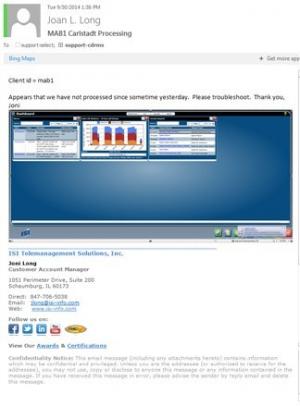 Tue 9/30/2014 1:36 PM
Joan L. Long
MAB1 Carlstadt Processing
To support-select; support-cdrms
Bing Maps
+ Get more app
Client id = mab1
Appears that we have not processed since sometime yesterday. Please troubleshoot. Thank you,
Joni
Dashboard
ISI
ISI Telemanagement Solutions, Inc.
Joni Long
Customer Account Manager
1051 Perimeter Drive, Suite 200
Schaumburg, IL 60173
Direct: 847-706-5038
Email: jlong@isi-info.com
Web: www.isi-info.com
Follow us on:
View Our Awards & Certifications
Confidentiality Notice: This email message (including any attachments hereto) contains information
which may be confidential and privileged. Unless you are the addressee (or authorized to receive for the
addressee), you may not use, copy or disclose to anyone this message or any information contained in the
message. If you have received this message in error, please advise the sender by reply email and delete
this message.